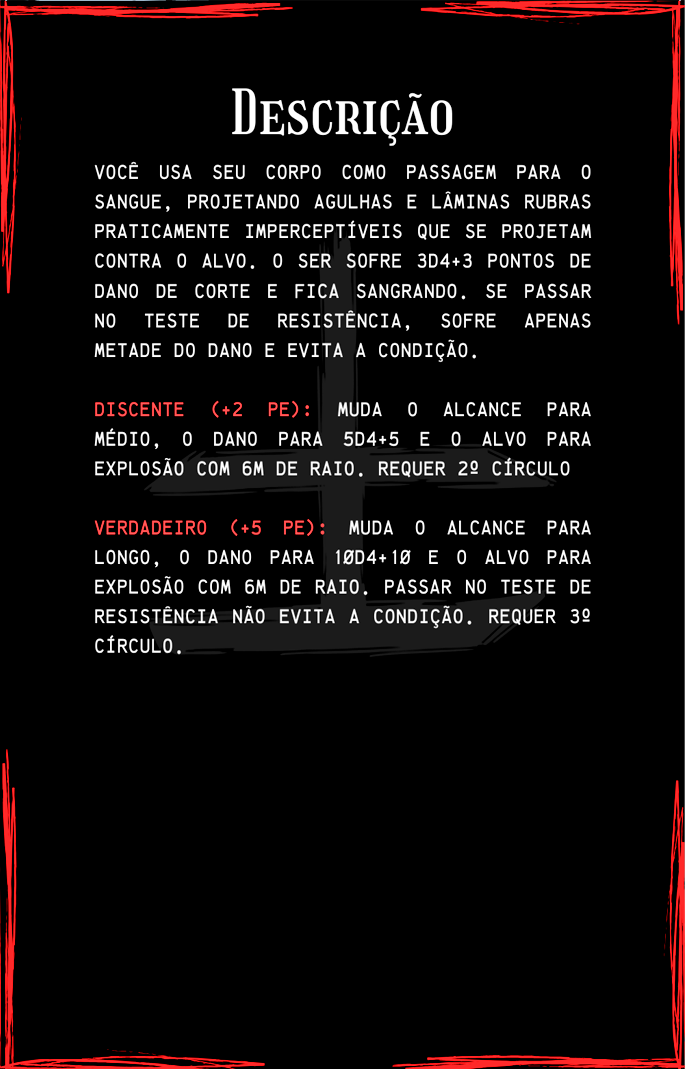 Descrição
VOCÊ USA SEU CORPO COMO PASSAGEM PARA O
SANGUE, PROJETANDO AGULHAS E LÂMINAS RUBRAS
PRATICAMENTE IMPERCEPTÍVEIS QUE SE PROJETAM
CONTRA O ALVO. O SER SOFRE 3D4+3 PONTOS DE
DANO DE CORTE E FICA SANGRANDO. SE PASSAR
NO TESTE DE RESISTÊNCIA, SOFRE APENAS
METADE DO DANO E EVITA A CONDIÇÃO.
DISCENTE (+2 PE): MUDA O ALCANCE PARA
MÉDIO, O DANO PARA 5D4+5 E O ALVO PARA
EXPLOSÃO COM 6M DE RAIO. REQUER 2º CÍRCULO
VERDADEIRO (+5 PE): MUDA O ALCANCE PARA
LONGO, O DANO PARA 10D4+10 E O ALVO PARA
EXPLOSÃO COM 6M DE RAIO. PASSAR NO TESTE DE
RESISTÊNCIA NÃO EVITA A CONDIÇÃO. REQUER 3º
CÍRCULO.